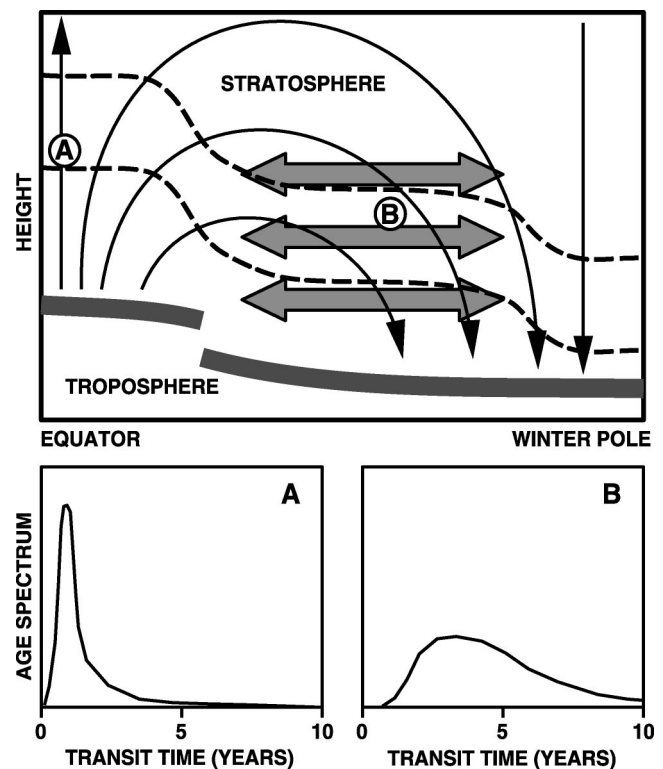 STRATOSPHERE
A
B
HEIGHT
TROPOSPHERE
EQUATOR WINTER POLE
A B
AGE SPECTRUM
0 5 10 0 5 10
TRANSIT TIME (YEARS) TRANSIT TIME (YEARS)